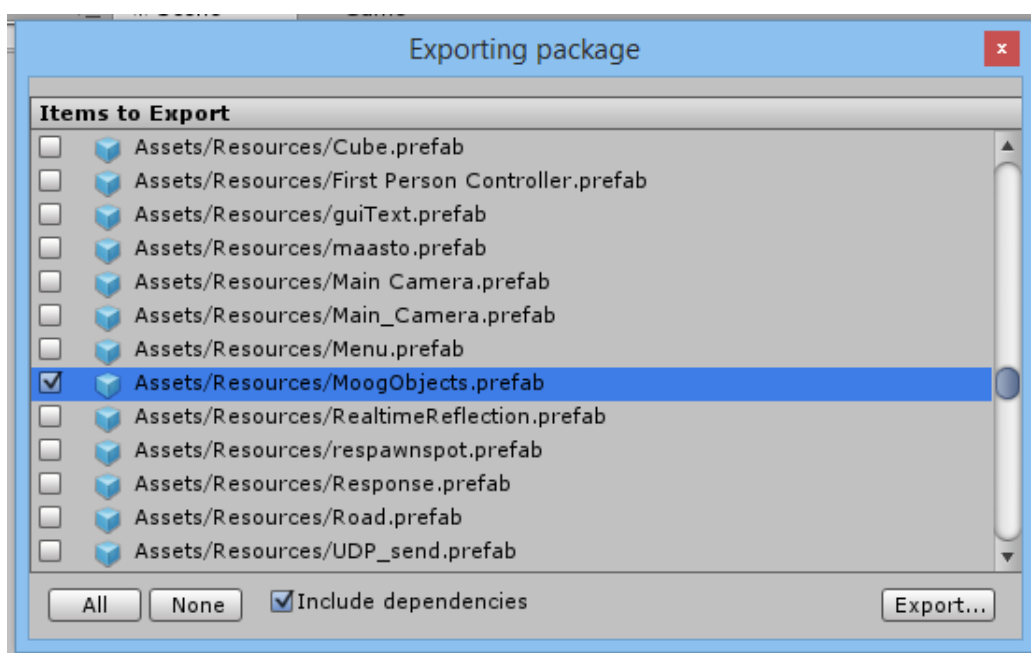 Exporting package
x
Items to Export
Assets/Resources/Cube.prefab
Assets/Resources/First Person Controller.prefab
Assets/Resources/guiText.prefab
Assets/Resources/maasto.prefab
Assets/Resources/Main Camera.prefab
Assets/Resources/Main_Camera.prefab
Assets/Resources/Menu.prefab
Assets/Resources/MoogObjects.prefab
Assets/Resources/RealtimeReflection.prefab
Assets/Resources/respawnspot.prefab
Assets/Resources/Response.prefab
Assets/Resources/Road.prefab
Assets/Resources/UDP_send.prefab
All None Include dependencies Export...